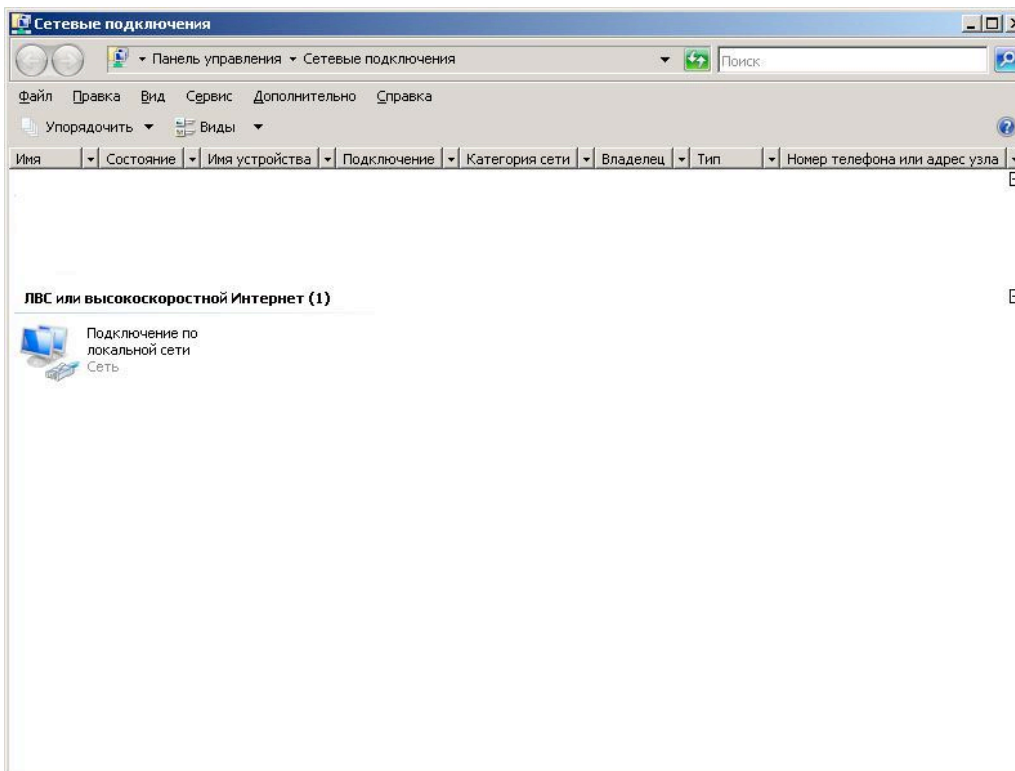 Сетевые подключения
Панель управления Сетевые подключения
Поиск
Файл Правка Вид Сервис Дополнительно Справка
Упорядочить Виды
Имя Состояние Имя устройства Подключение Категория сети Владелец Тип Номер телефона или адрес узла
ЛВС или высокоскоростной Интернет (1)
Подключение по
локальной сети
Сеть